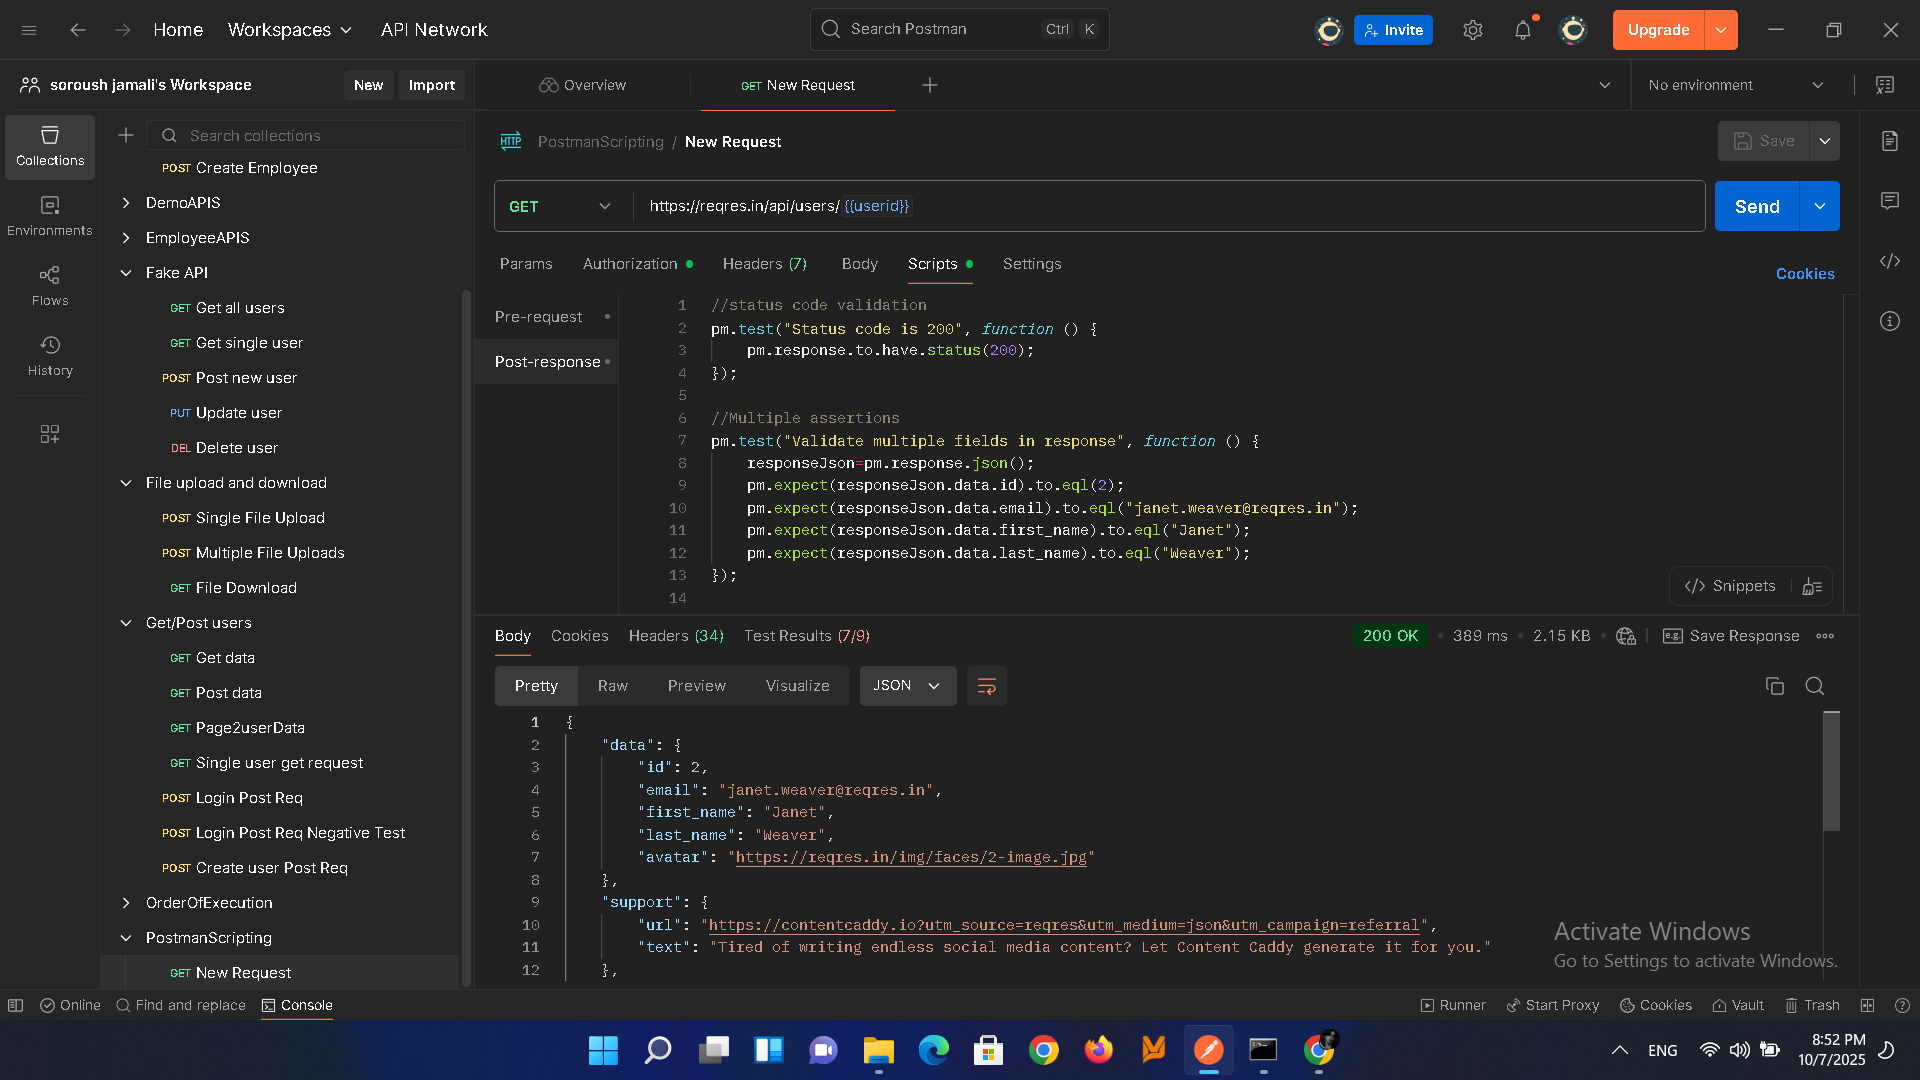 Home
Workspaces
API Network
Search Postman
Ctrl K
Invite
Upgrade
soroush jamali's Workspace
New
Import
Overview
GET New Request
No environment
Collections
Environments
Flows
History
Search collections
POST Create Employee
DemoAPIS
EmployeeAPIS
Fake API
GET Get all users
GET Get single user
POST Post new user
PUT Update user
DEL Delete user
File upload and download
POST Single File Upload
POST Multiple File Uploads
GET File Download
Get/Post users
GET Get data
GET Post data
GET Page2userData
GET Single user get request
POST Login Post Req
POST Login Post Req Negative Test
POST Create user Post Req
OrderOfExecution
PostmanScripting
GET New Request
HTTP PostmanScripting / New Request
Save
GET
https://reqres.in/api/users/{{userid}}
Send
Params
Authorization
Headers (7)
Body
Scripts
Settings
Cookies
Pre-request
Post-response
1 //status code validation
2 pm.test("Status code is 200", function () {
3 pm.response.to.have.status(200);
4 });
5
6 //Multiple assertions
7 pm.test("Validate multiple fields in response", function () {
8 responseJson=pm.response.json();
9 pm.expect(responseJson.data.id).to.eql(2);
10 pm.expect(responseJson.data.email).to.eql("janet.weaver@reqres.in");
11 pm.expect(responseJson.data.first_name).to.eql("Janet");
12 pm.expect(responseJson.data.last_name).to.eql("Weaver");
13 });
14
</> Snippets
Body
Cookies
Headers (34)
Test Results (7/9)
200 OK
389 ms
2.15 KB
e.g. Save Response
Pretty
Raw
Preview
Visualize
JSON
1 {
2 "data": {
3 "id": 2,
4 "email": "janet.weaver@reqres.in",
5 "first_name": "Janet",
6 "last_name": "Weaver",
7 "avatar": "https://reqres.in/img/faces/2-image.jpg"
8 },
9 "support": {
10 "url": "https://contentcaddy.io?utm_source=reqres&utm_medium=json&utm_campaign=referral",
11 "text": "Tired of writing endless social media content? Let Content Caddy generate it for you."
12 },
Activate Windows
Go to Settings to activate Windows.
Online
Find and replace
Console
Runner
Start Proxy
Cookies
Vault
Trash
ENG
8:52 PM
10/7/2025